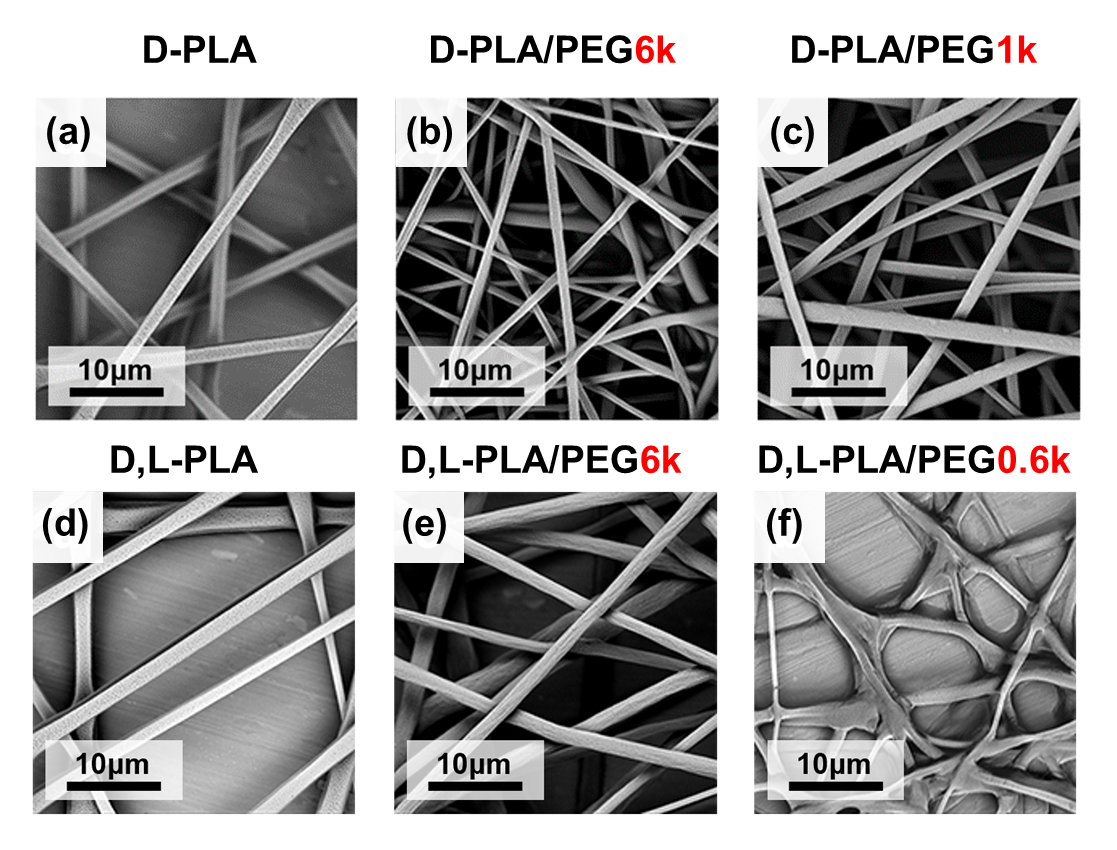 D-PLA
D-PLA/PEG6k
D-PLA/PEG1k
(a)
(b)
(c)
10µm
10µm
10µm
D,L-PLA
D,L-PLA/PEG6k
D,L-PLA/PEG0.6k
(d)
(e)
(f)
10µm
10µm
10µm